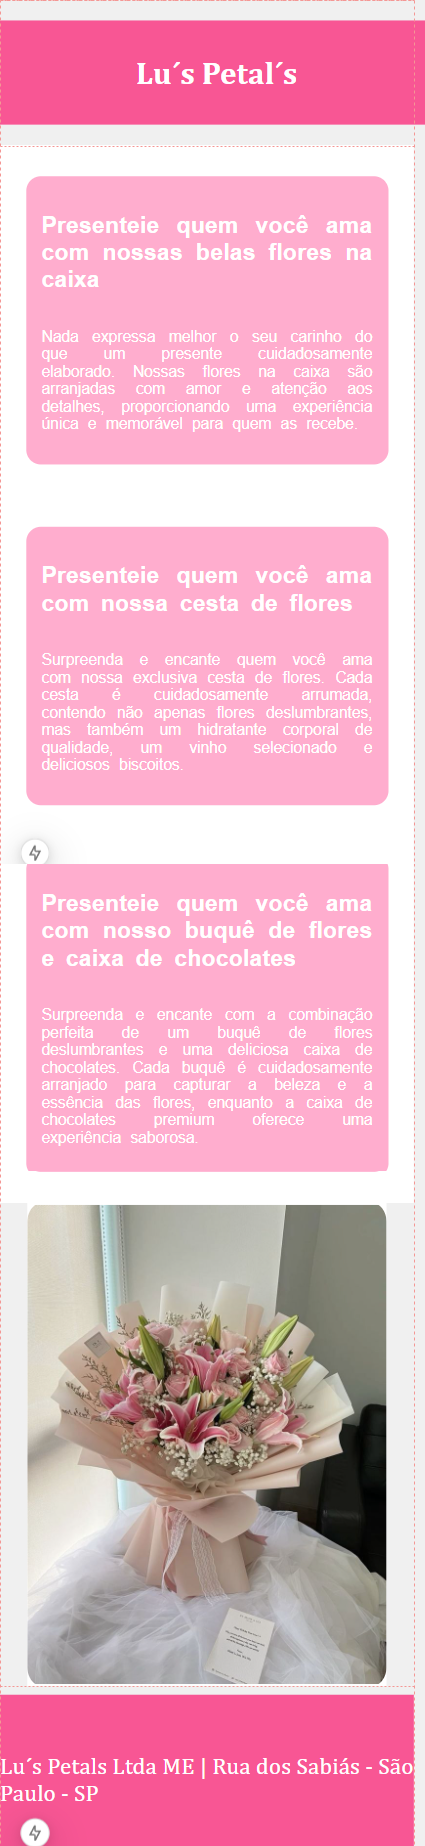 Lu´s Petal´s
Presenteie quem você ama
com nossas belas flores na
caixa
Nada expressa melhor o seu carinho do
que um presente cuidadosamente
elaborado. Nossas flores na caixa são
arranjadas com amor e atenção aos
detalhes, proporcionando uma experiência
única e memorável para quem as recebe.
Presenteie quem você ama
com nossa cesta de flores
Surpreenda e encante quem você ama
com nossa exclusiva cesta de flores. Cada
cesta é cuidadosamente arrumada,
contendo não apenas flores deslumbrantes,
mas também um hidratante corporal de
qualidade, um vinho selecionado e
deliciosos biscoitos.
Presenteie quem você ama
com nosso buquê de flores
e caixa de chocolates
Surpreenda e encante com a combinação
perfeita de um buquê de flores
deslumbrantes e uma deliciosa caixa de
chocolates. Cada buquê é cuidadosamente
arranjado para capturar a beleza e a
essência das flores, enquanto a caixa de
chocolates premium oferece uma
experiência saborosa.
Lu´s Petals Ltda ME | Rua dos Sabiás - São
Paulo - SP